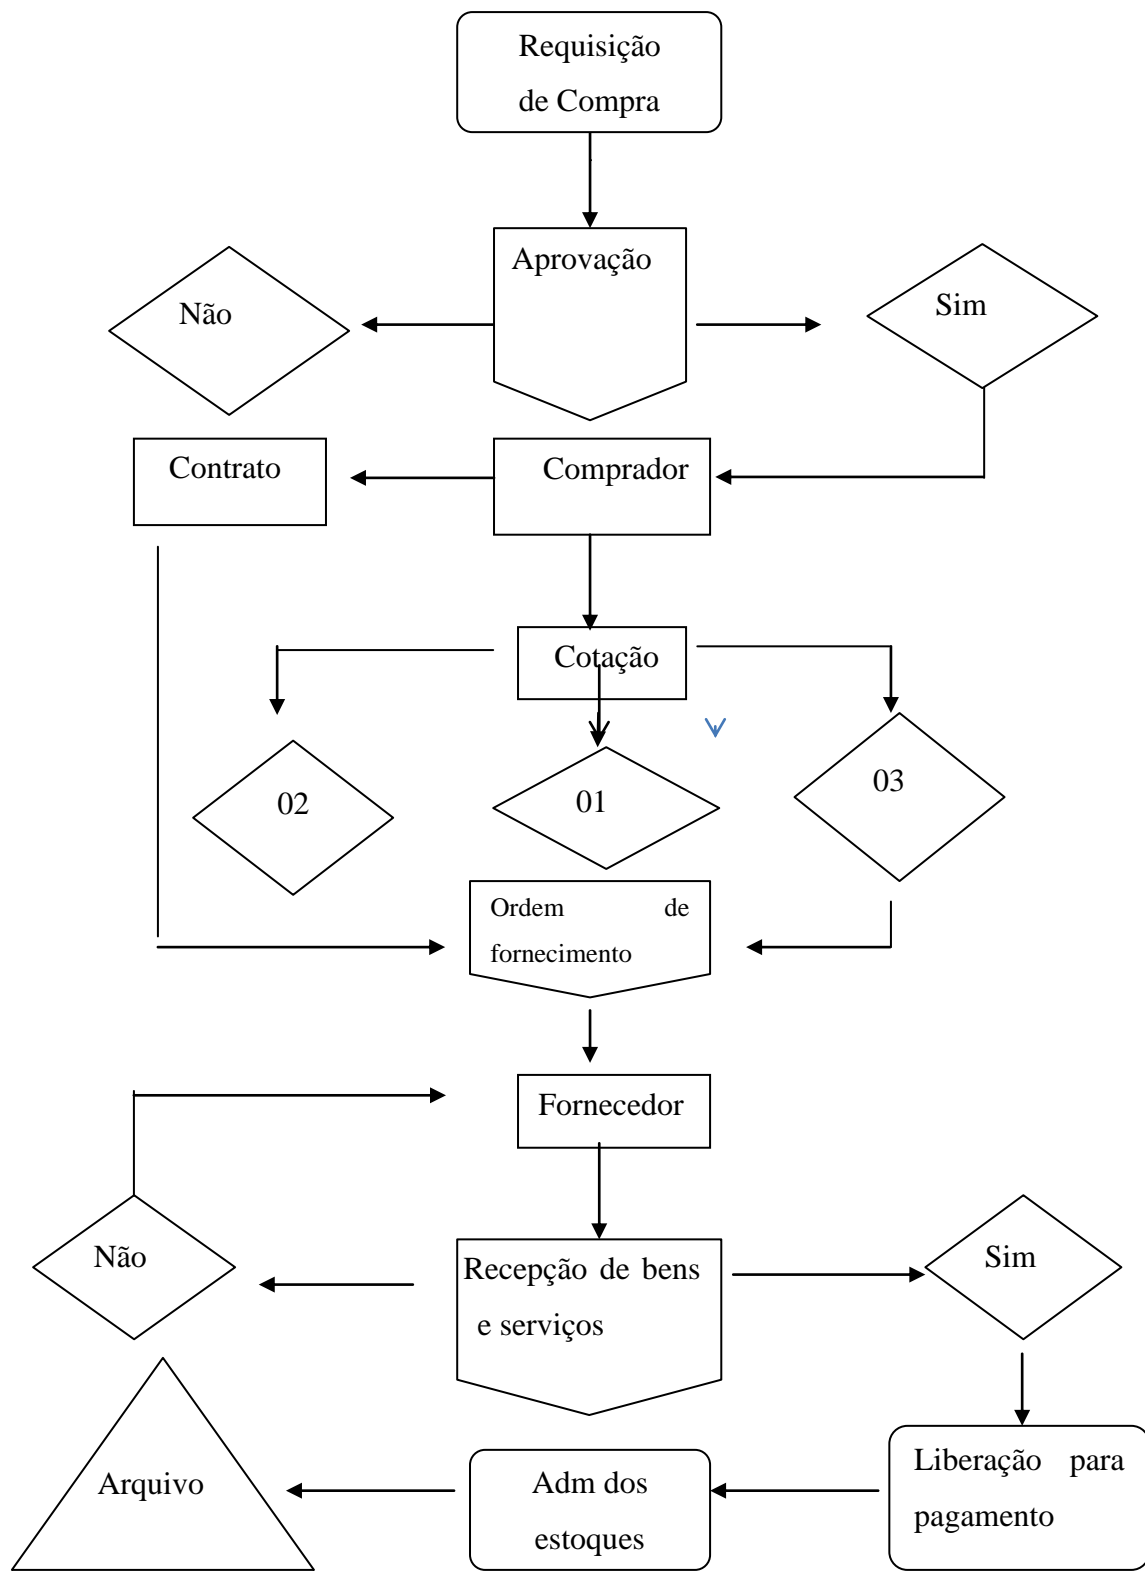 Requisição
de Compra
Aprovação
Não
Sim
Contrato
Comprador
Cotação
02
01
03
Ordem de
fornecimento
Fornecedor
Não
Recepção de bens
e serviços
Sim
Arquivo
Adm dos
estoques
Liberação para
pagamento